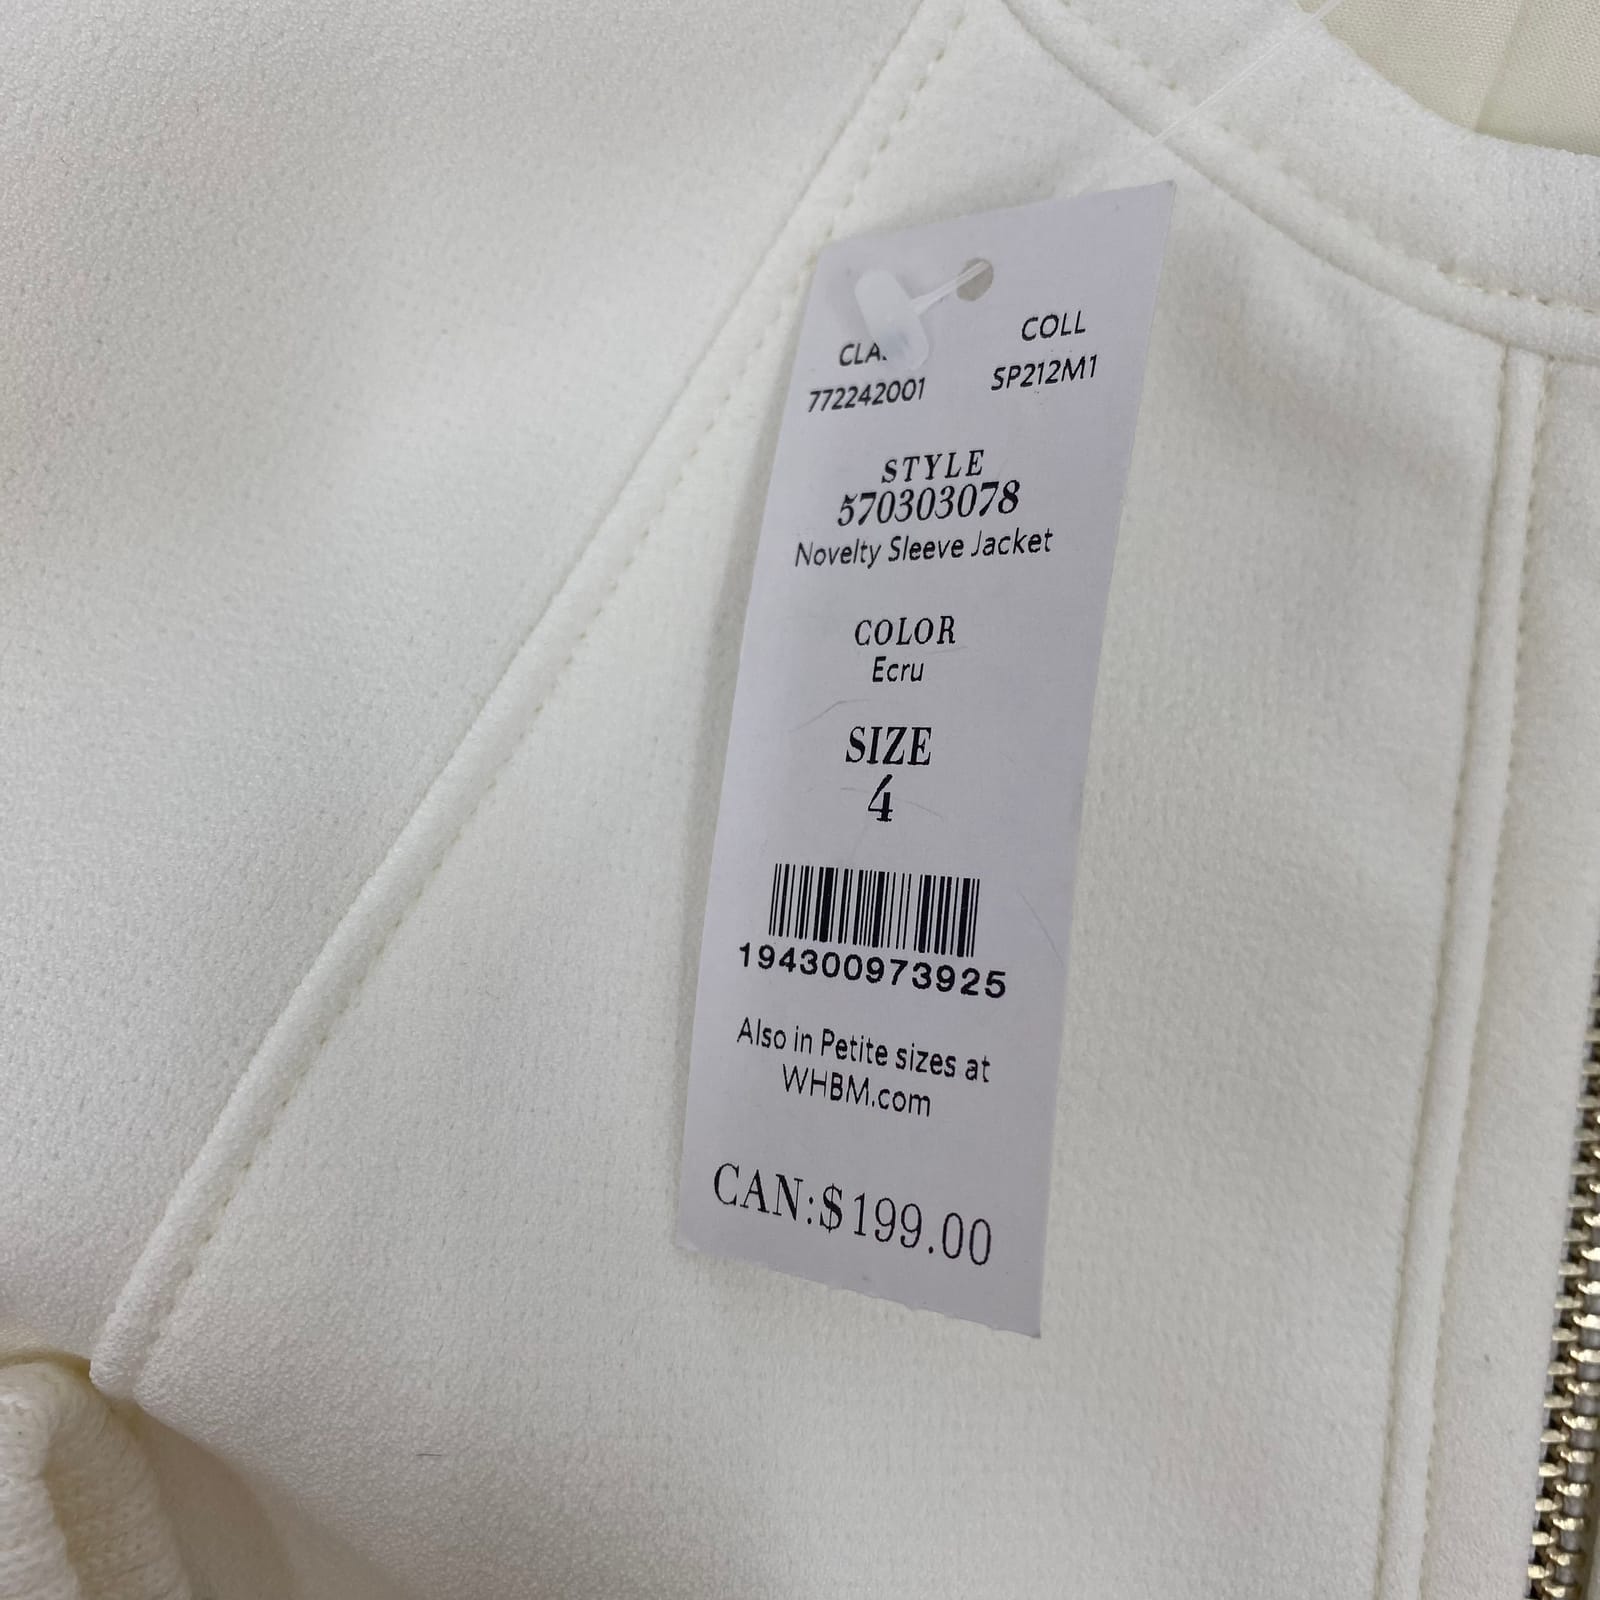 COLL
772242001 SP212M1
STYLE
570303078
Novelty Sleeve Jacket
COLOR
Ecru
SIZE
4
194300973925
Also in Petite sizes at
WHBM.com
CAN:$199.00